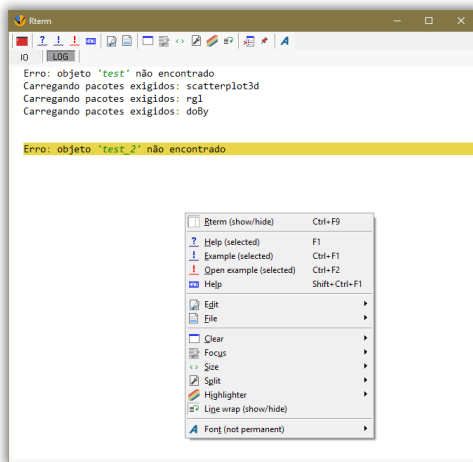 Rterm
IO
LOG
Erro: objeto 'test' não encontrado
Carregando pacotes exigidos: scatterplot3d
Carregando pacotes exigidos: rgl
Carregando pacotes exigidos: doBy
Erro: objeto 'test_2' não encontrado
Rterm (show/hide) Ctrl+F9
Help (selected) F1
Example (selected) Ctrl+F1
Open example (selected) Ctrl+F2
Help Shift+Ctrl+F1
Edit
File
Clear
Focus
Size
Split
Highlighter
Line wrap (show/hide)
Font (not permanent)